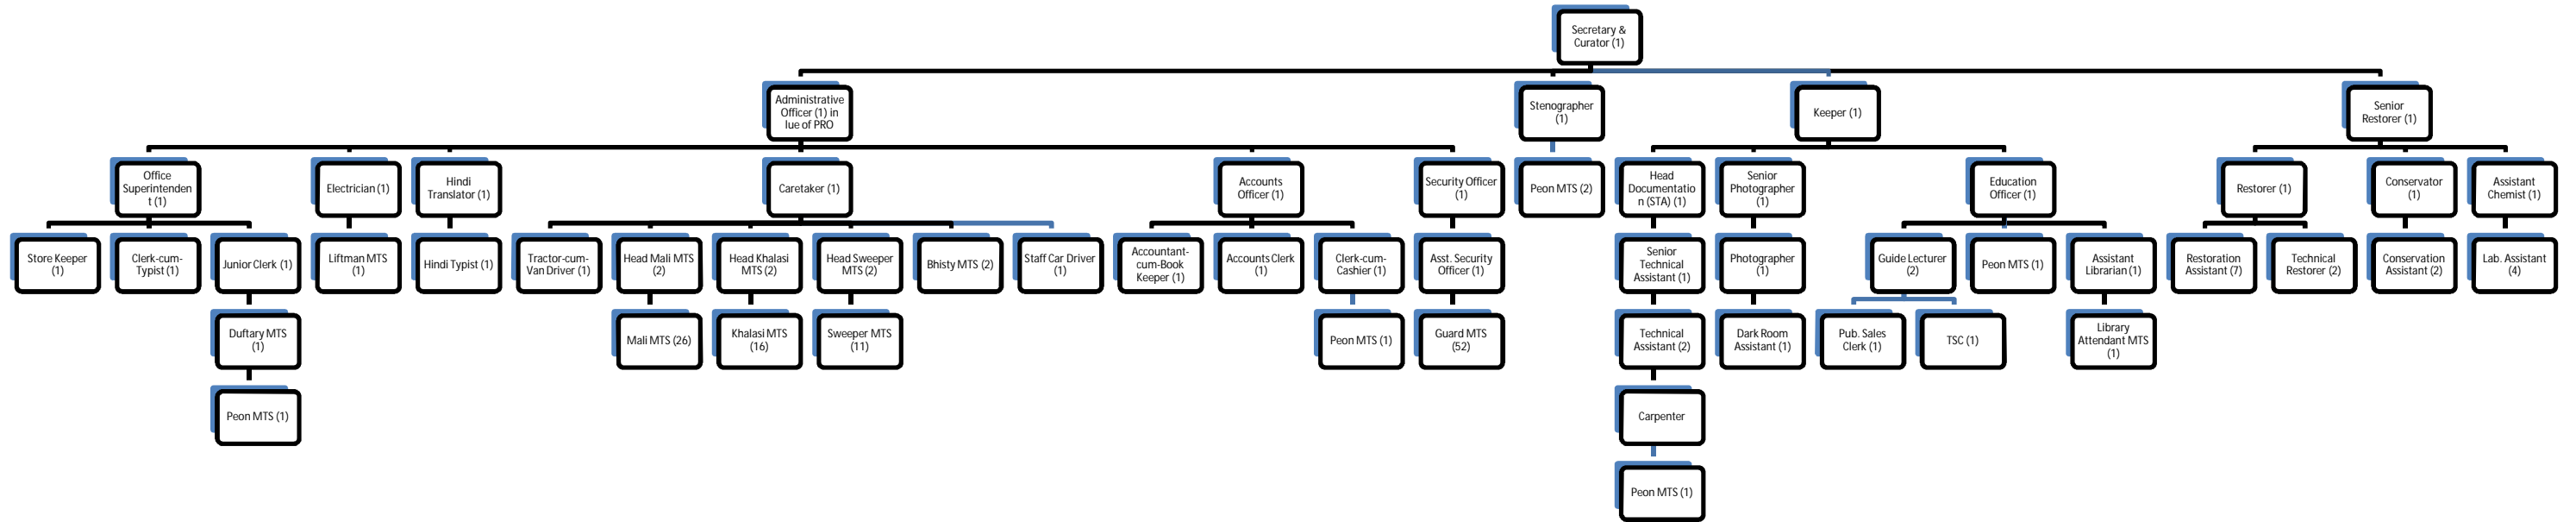 Secretary &
Curator (1)
Administrative
Officer (1) in
lue of PRO
Stenographer
(1)
Keeper (1)
Senior
Restorer (1)
Office
Superintenden
t (1)
Electrician (1)
Hindi
Translator (1)
Caretaker (1)
Accounts
Officer (1)
Security Officer
(1)
Peon MTS (2)
Head
Documentatio
n (STA) (1)
Senior
Photographer
(1)
Education
Officer (1)
Restorer (1)
Conservator
(1)
Assistant
Chemist (1)
Store Keeper
(1)
Clerk-cum-
Typist (1)
Junior Clerk (1)
Liftman MTS
(1)
Hindi Typist (1)
Tractor-cum-
Van Driver (1)
Head Mali MTS
(2)
Head Khalasi
MTS (2)
Head Sweeper
MTS (2)
Bhisty MTS (2)
Staff Car Driver
(1)
Accountant-
cum-Book
Keeper (1)
Accounts Clerk
(1)
Clerk-cum-
Cashier (1)
Asst. Security
Officer (1)
Senior
Technical
Assistant (1)
Photographer
(1)
Guide Lecturer
(2)
Peon MTS (1)
Assistant
Librarian (1)
Restoration
Assistant (7)
Technical
Restorer (2)
Conservation
Assistant (2)
Lab. Assistant
(4)
Duftary MTS
(1)
Mali MTS (26)
Khalasi MTS
(16)
Sweeper MTS
(11)
Peon MTS (1)
Guard MTS
(52)
Technical
Assistant (2)
Dark Room
Assistant (1)
Pub. Sales
Clerk (1)
TSC (1)
Library
Attendant MTS
(1)
Peon MTS (1)
Carpenter
Peon MTS (1)